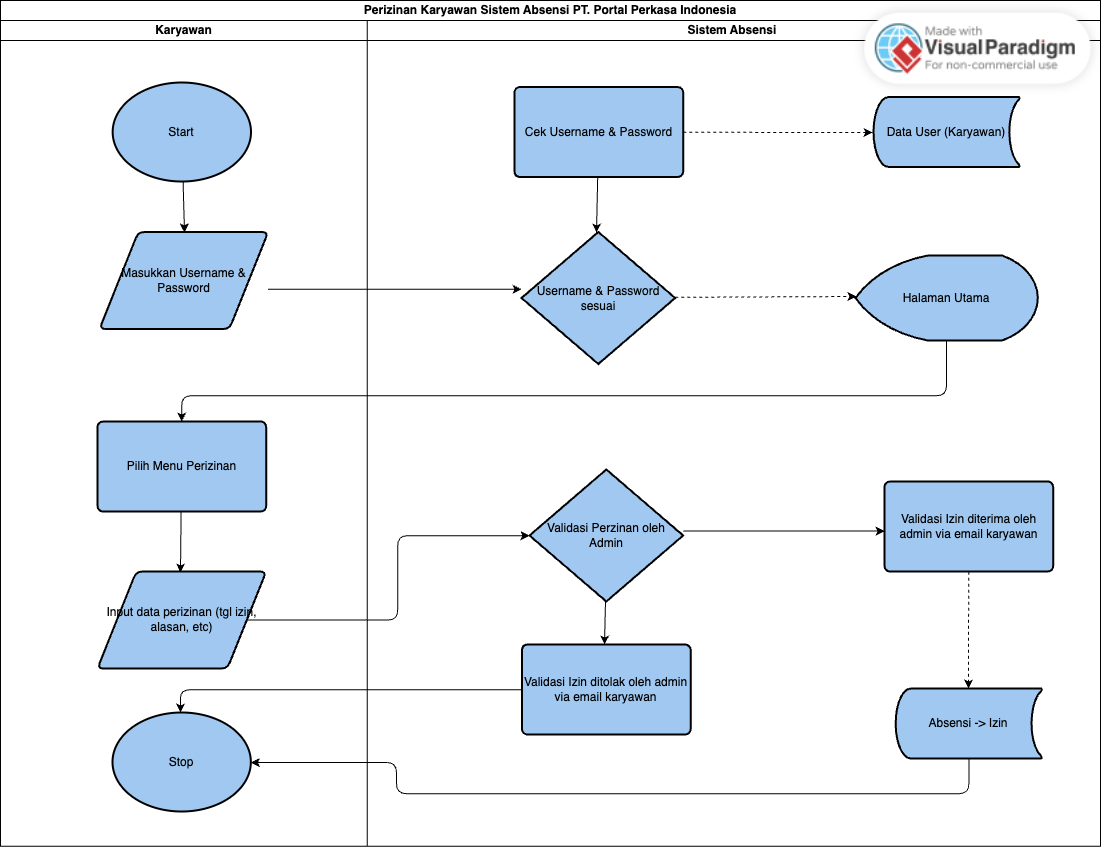 Perizinan Karyawan Sistem Absensi PT. Portal Perkasa Indonesia
Karyawan
Sistem Absensi
Made with
Visual Paradigm
For non-commercial use
Start
Cek Username & Password
Data User (Karyawan)
Masukkan Username &
Password
Username & Password
sesuai
Halaman Utama
Pilih Menu Perizinan
Validasi Perzinan oleh
Admin
Validasi Izin diterima oleh
admin via email karyawan
Input data perizinan (tgl izin,
alasan, etc)
Validasi Izin ditolak oleh admin
via email karyawan
Absensi -> Izin
Stop